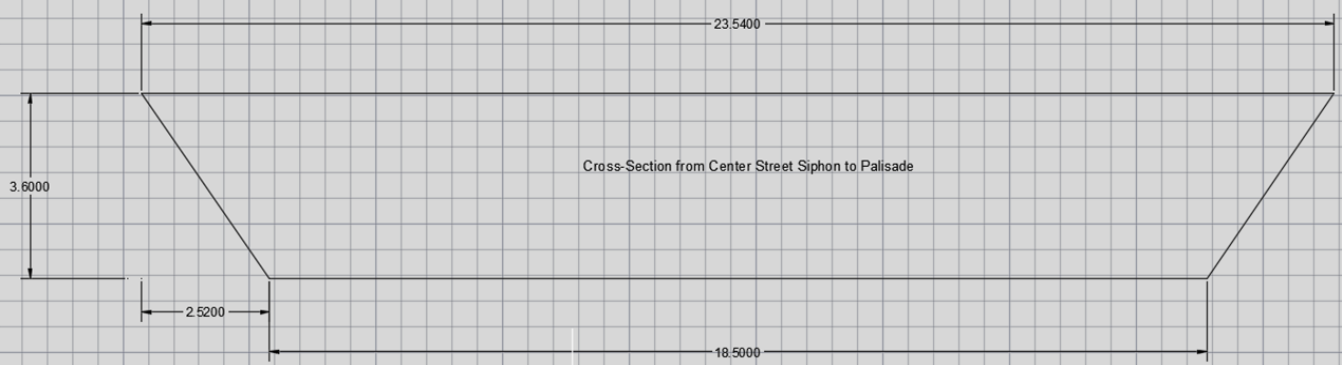 23.5400
Cross-Section from Center Street Siphon to Palisade
3.6000
2.5200
18.5000